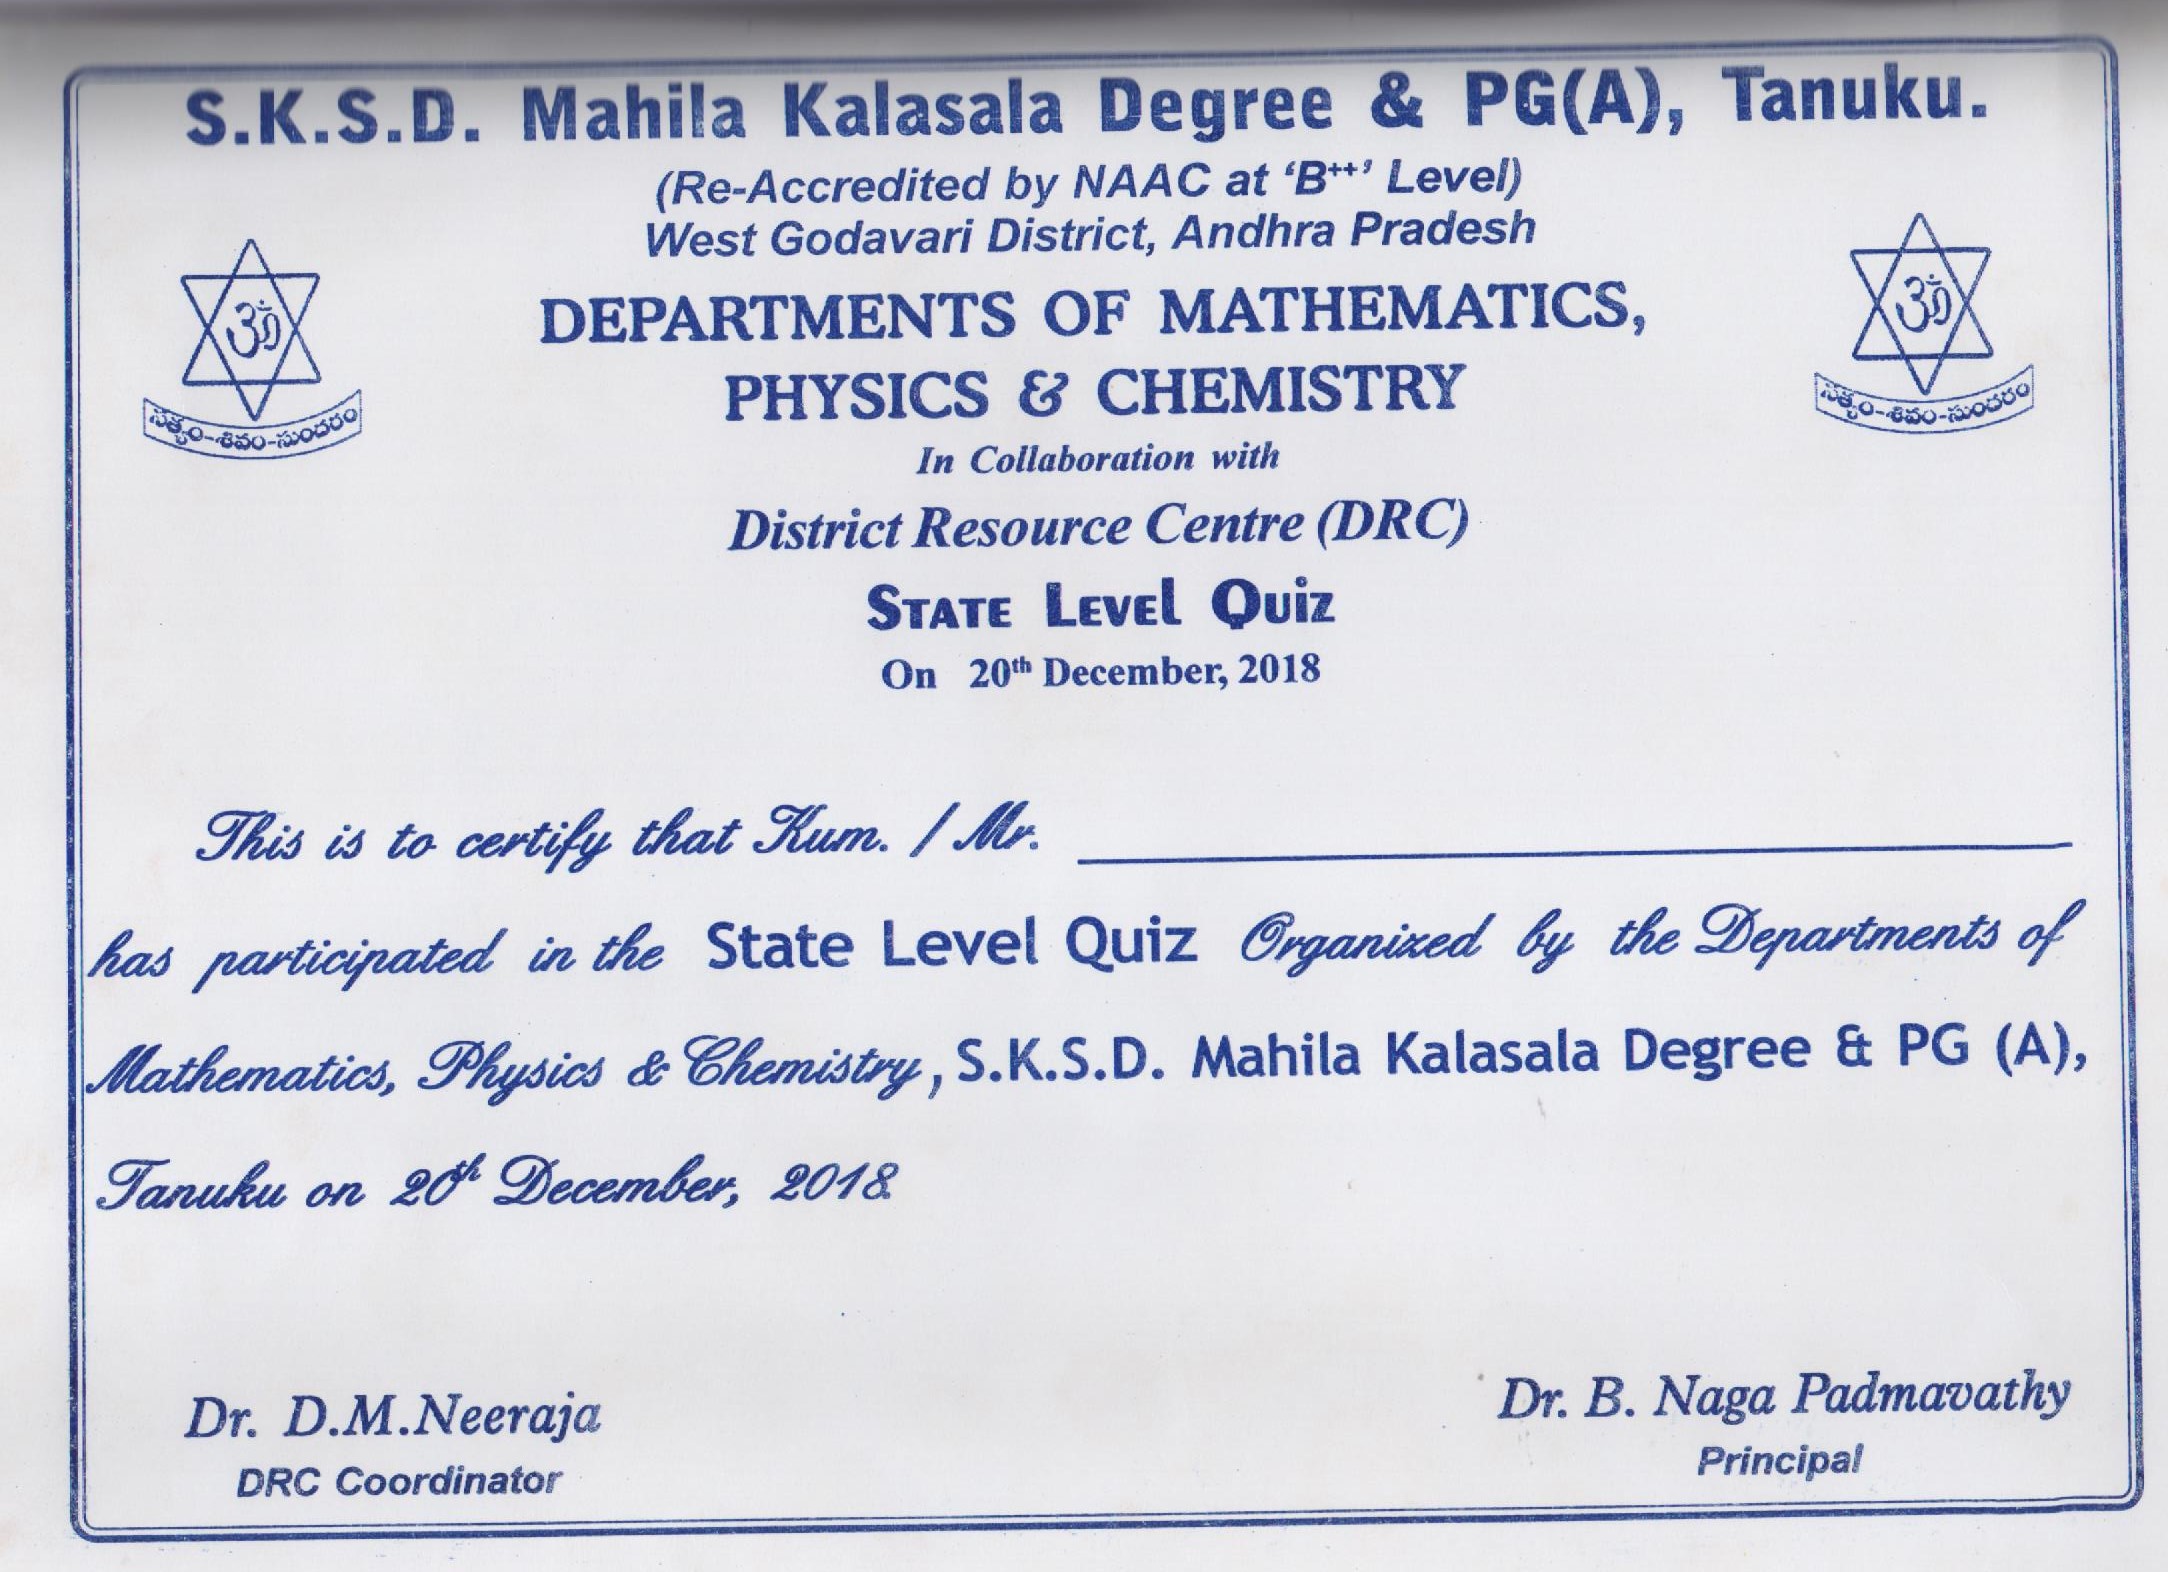 S.K.S.D. Mahila Kalasala Degree & PG(A), Tanuku.
(Re-Accredited by NAAC at ‘B++’ Level)
West Godavari District, Andhra Pradesh
DEPARTMENTS OF MATHEMATICS,
PHYSICS & CHEMISTRY
In Collaboration with
District Resource Centre (DRC)
State Level Quiz
On 20th December, 2018
ॐ
సత్యం-శివం-సుందరం
ॐ
సత్యం-శివం-సుందరం
This is to certify that Kum. / Mr.
has participated in the State Level Quiz Organized by the Departments of
Mathematics, Physics & Chemistry, S.K.S.D. Mahila Kalasala Degree & PG (A),
Tanuku on 20th December, 2018.
Dr. D.M.Neeraja
DRC Coordinator
Dr. B. Naga Padmavathy
Principal